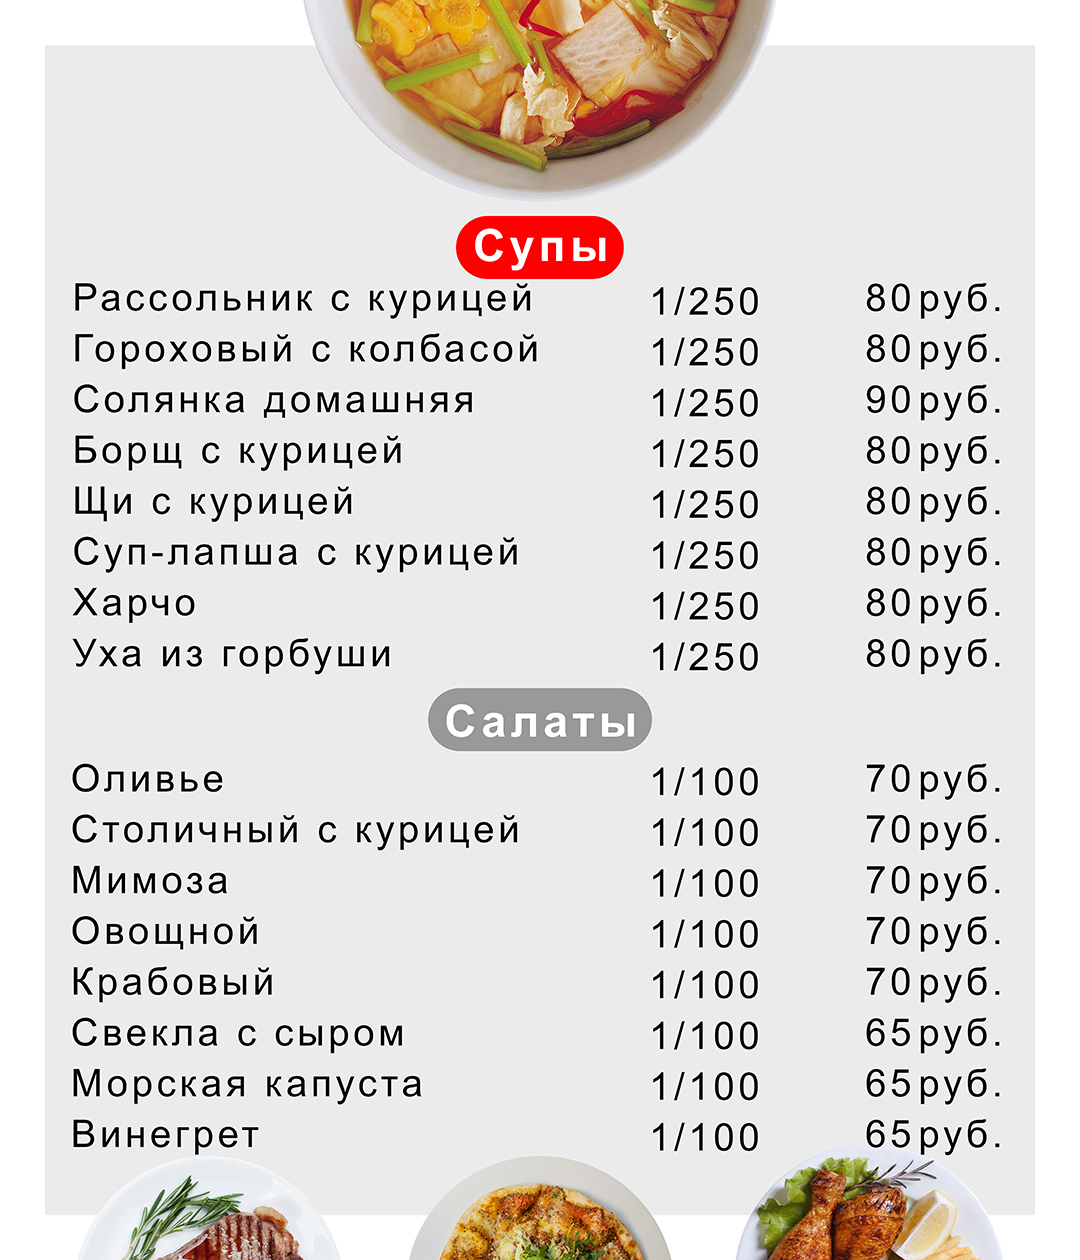 Супы
Рассольник с курицей 1/250 80руб.
Гороховый с колбасой 1/250 80руб.
Солянка домашняя 1/250 90руб.
Борщ с курицей 1/250 80руб.
Щи с курицей 1/250 80руб.
Суп-лапша с курицей 1/250 80руб.
Харчо 1/250 80руб.
Уха из горбуши 1/250 80руб.
Салаты
Оливье 1/100 70руб.
Столичный с курицей 1/100 70руб.
Мимоза 1/100 70руб.
Овощной 1/100 70руб.
Крабовый 1/100 70руб.
Свекла с сыром 1/100 65руб.
Морская капуста 1/100 65руб.
Винегрет 1/100 65руб.